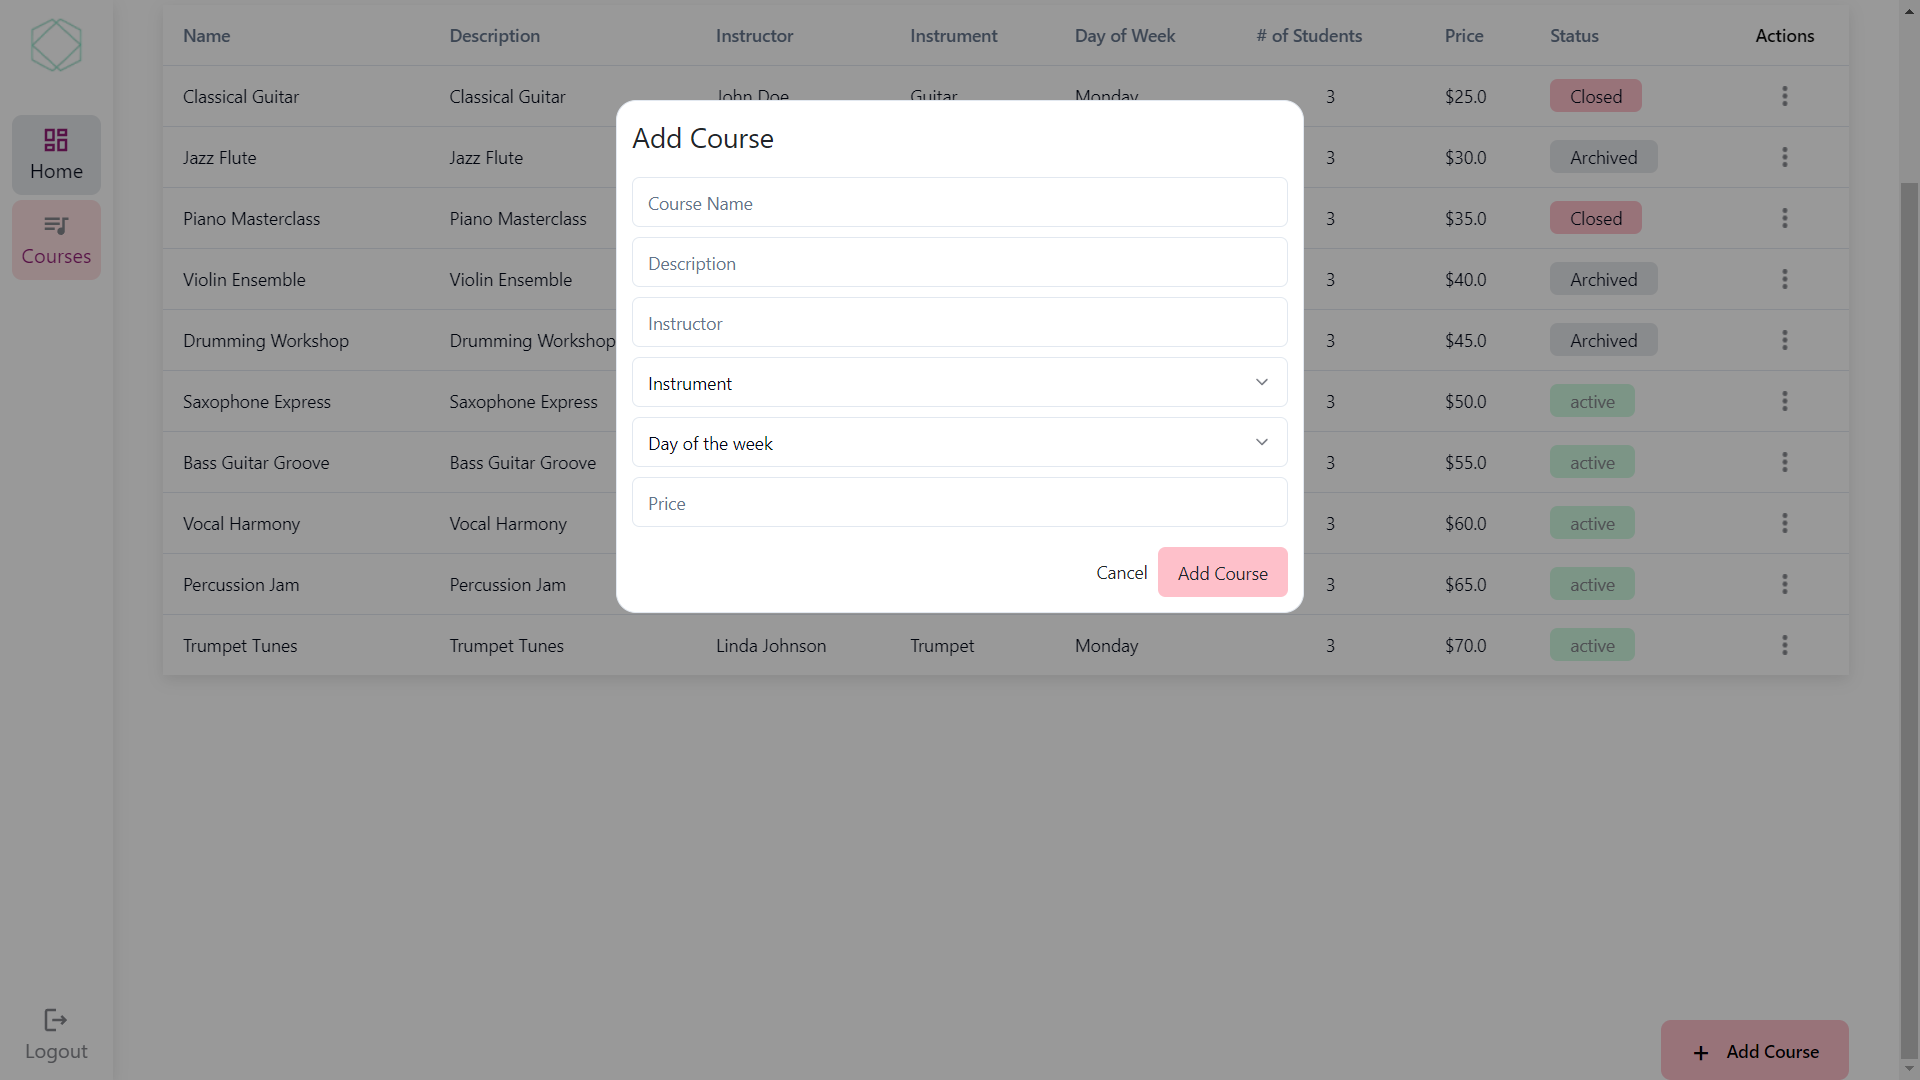 Name Description Instructor Instrument Day of Week # of Students Price Status Actions
Classical Guitar Classical Guitar John Doe Guitar Monday 3 $25.0 Closed
Jazz Flute Jazz Flute 3 $30.0 Archived
Piano Masterclass Piano Masterclass 3 $35.0 Closed
Violin Ensemble Violin Ensemble 3 $40.0 Archived
Drumming Workshop Drumming Workshop 3 $45.0 Archived
Saxophone Express Saxophone Express 3 $50.0 active
Bass Guitar Groove Bass Guitar Groove 3 $55.0 active
Vocal Harmony Vocal Harmony 3 $60.0 active
Percussion Jam Percussion Jam 3 $65.0 active
Trumpet Tunes Trumpet Tunes Linda Johnson Trumpet Monday 3 $70.0 active
Home
Courses
Logout
Add Course
Course Name
Description
Instructor
Instrument
Day of the week
Price
Cancel Add Course
+ Add Course